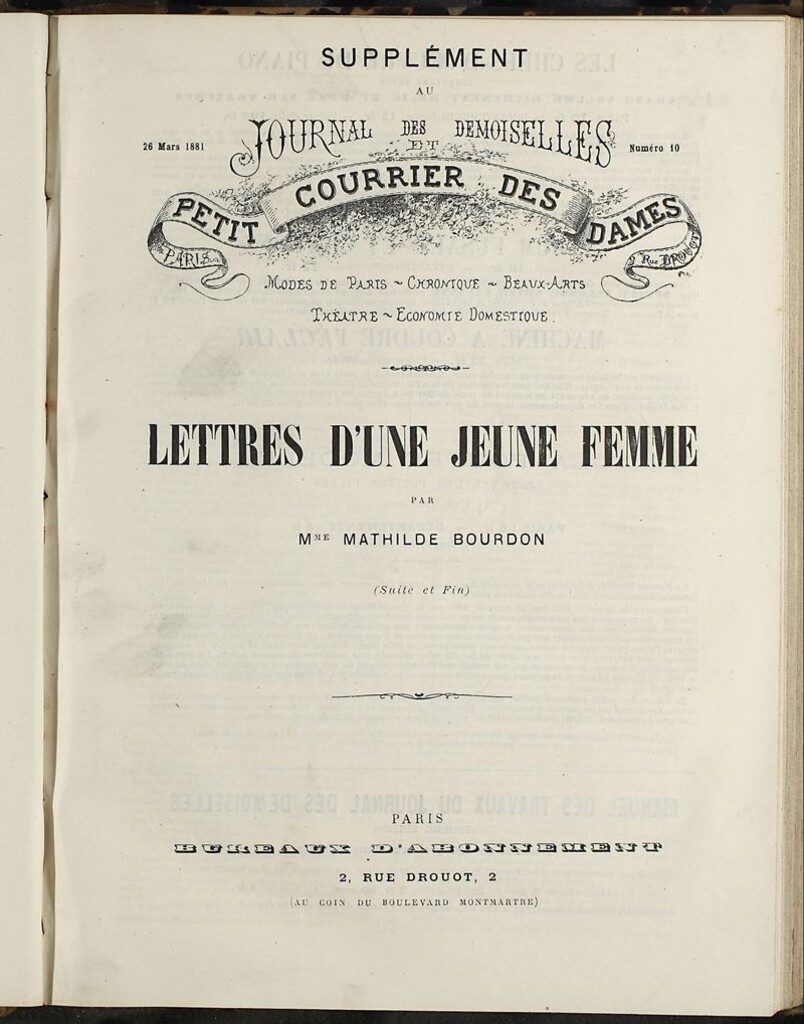 SUPPLÉMENT
AU
26 Mars 1881
JOURNAL DES DEMOISELLES
Numéro 10
ET
PETIT COURRIER DES DAMES
PARIS
2 Rue DROUOT
MODES DE PARIS ~ CHRONIQUE ~ BEAUX-ARTS
THÉATRE ~ ECONOMIE DOMESTIQUE.
LETTRES D'UNE JEUNE FEMME
PAR
MME MATHILDE BOURDON
(Suite et Fin)
PARIS
BUREAUX D'ABONNEMENT
2, RUE DROUOT, 2
(AU COIN DU BOULEVARD MONTMARTRE)